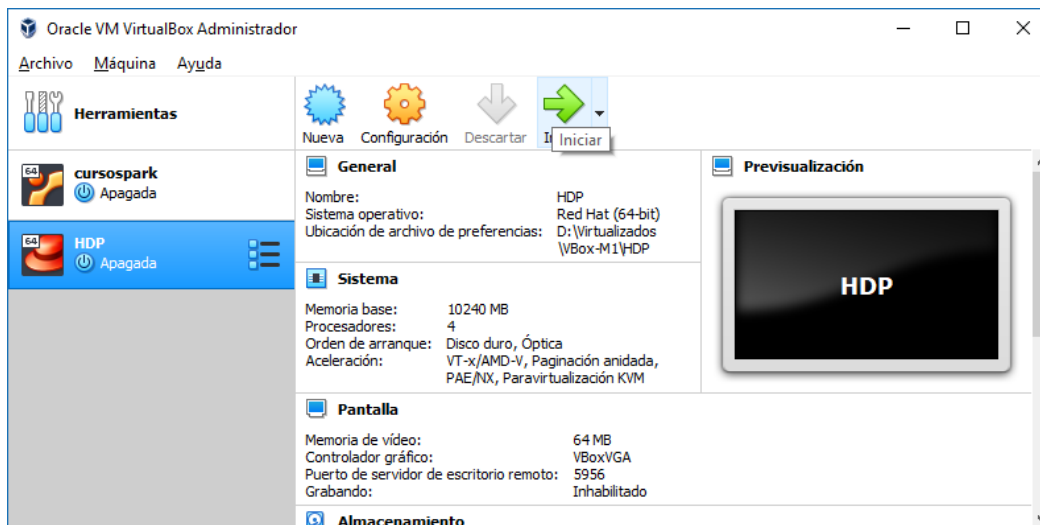 Oracle VM VirtualBox Administrador
Archivo Máquina Ayuda
Herramientas
Nueva Configuración Descartar
Iniciar
64
cursospark
Apagada
64
HDP
Apagada
General
Nombre: HDP
Sistema operativo: Red Hat (64-bit)
Ubicación de archivo de preferencias: D:\Virtualizados
\VBox-M1\HDP
Previsualización
HDP
Sistema
Memoria base: 10240 MB
Procesadores: 4
Orden de arranque: Disco duro, Óptica
Aceleración: VT-x/AMD-V, Paginación anidada,
PAE/NX, Paravirtualización KVM
Pantalla
Memoria de vídeo: 64 MB
Controlador gráfico: VBoxVGA
Puerto de servidor de escritorio remoto: 5956
Grabando: Inhabilitado
Almacenamiento